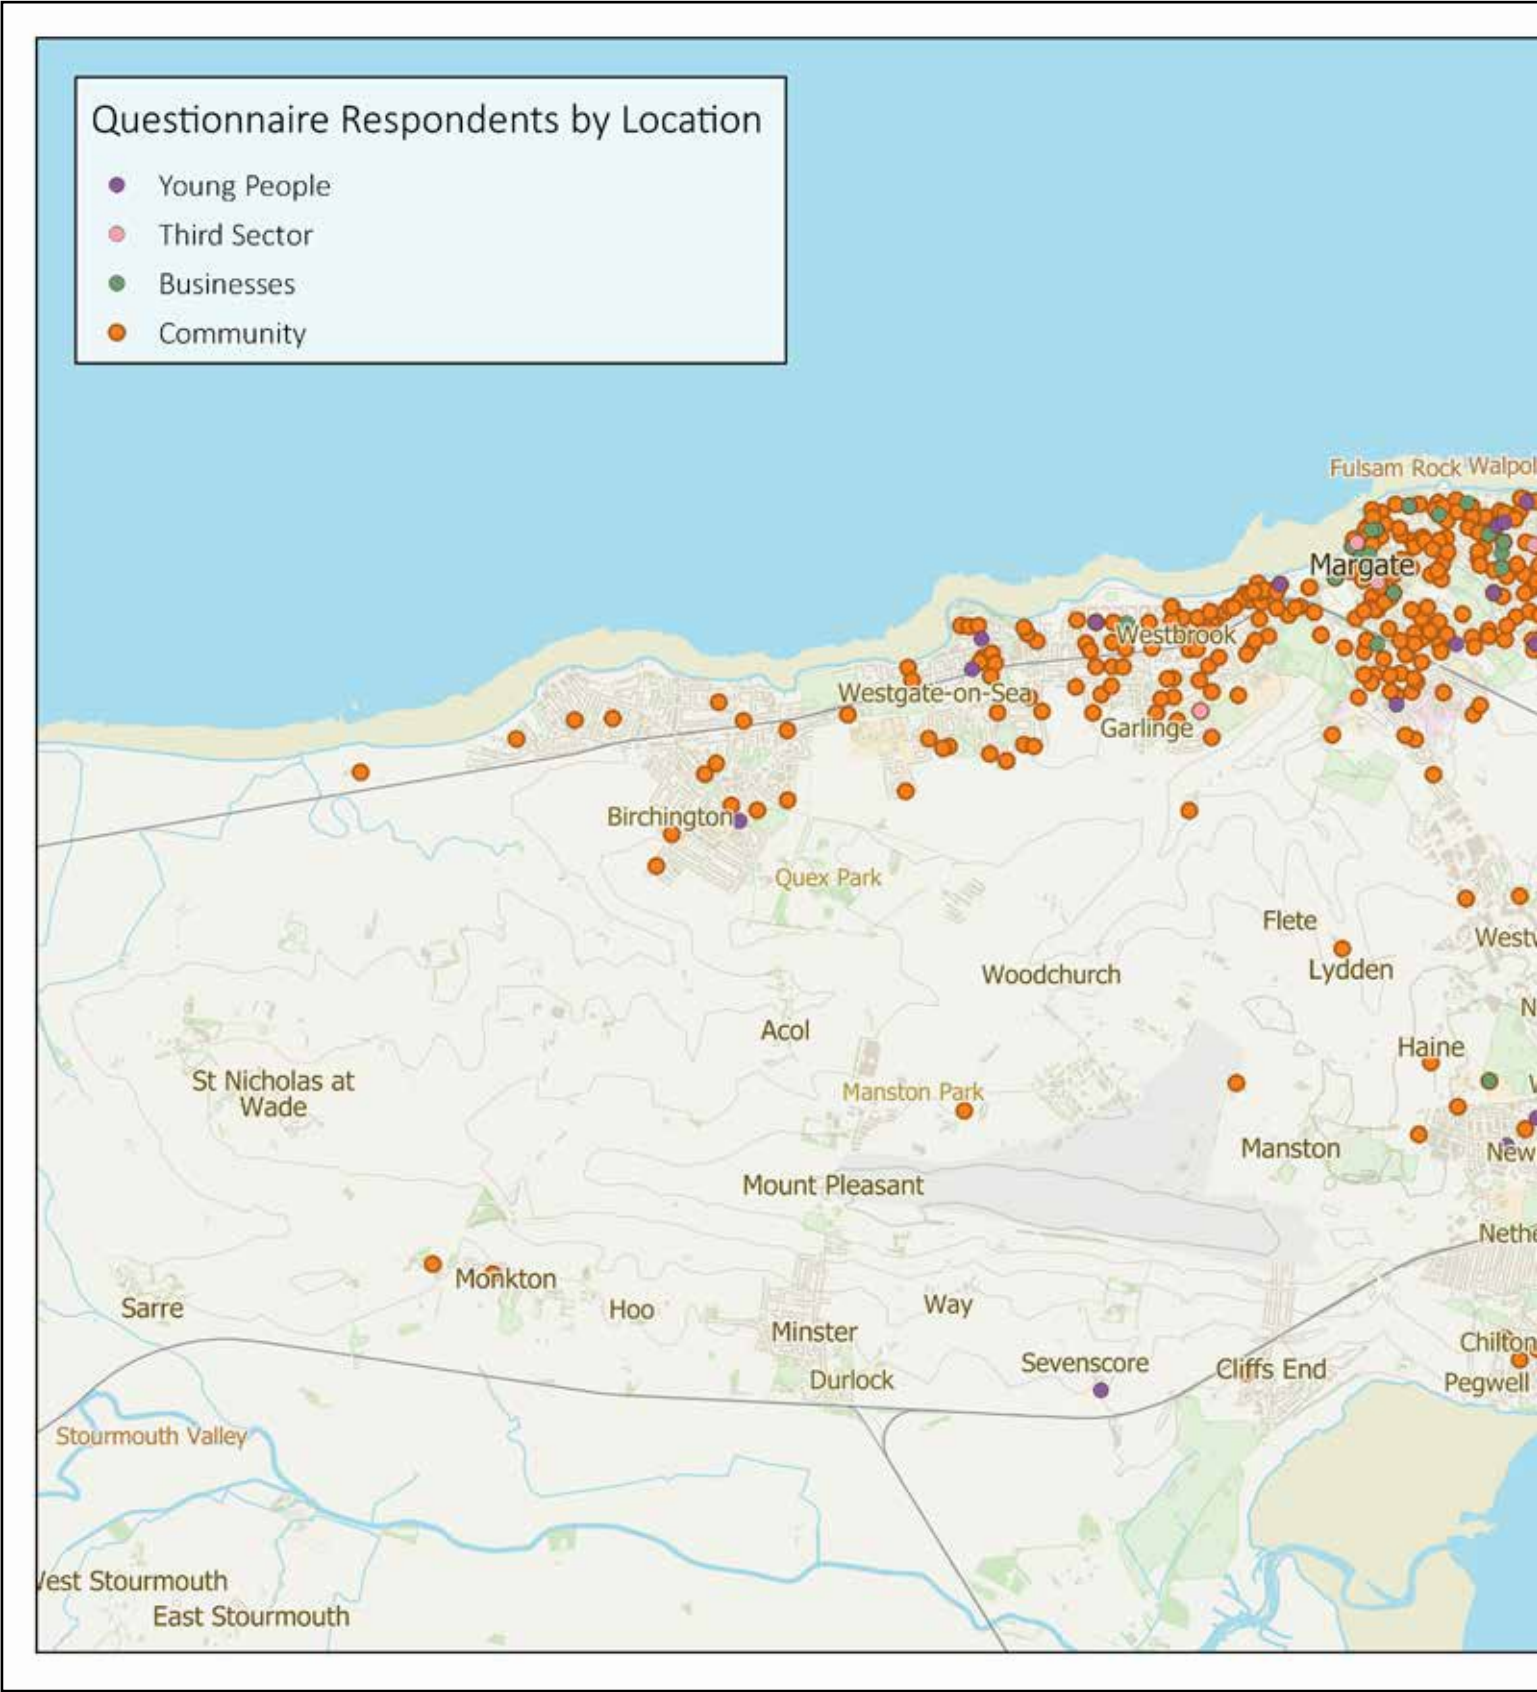 Questionnaire Respondents by Location
Young People
Third Sector
Businesses
Community
Fulsam Rock
Margate
Westbrook
Westgate-on-Sea
Garlinge
Birchington
Quex Park
Flete
Woodchurch
Lydden
Acol
Haine
St Nicholas at
Wade
Manston Park
Manston
Mount Pleasant
Monkton
Sarre
Hoo
Way
Minster
Sevenscore
Cliffs End
Chilton
Durlock
Pegwell
Stourmouth Valley
East Stourmouth